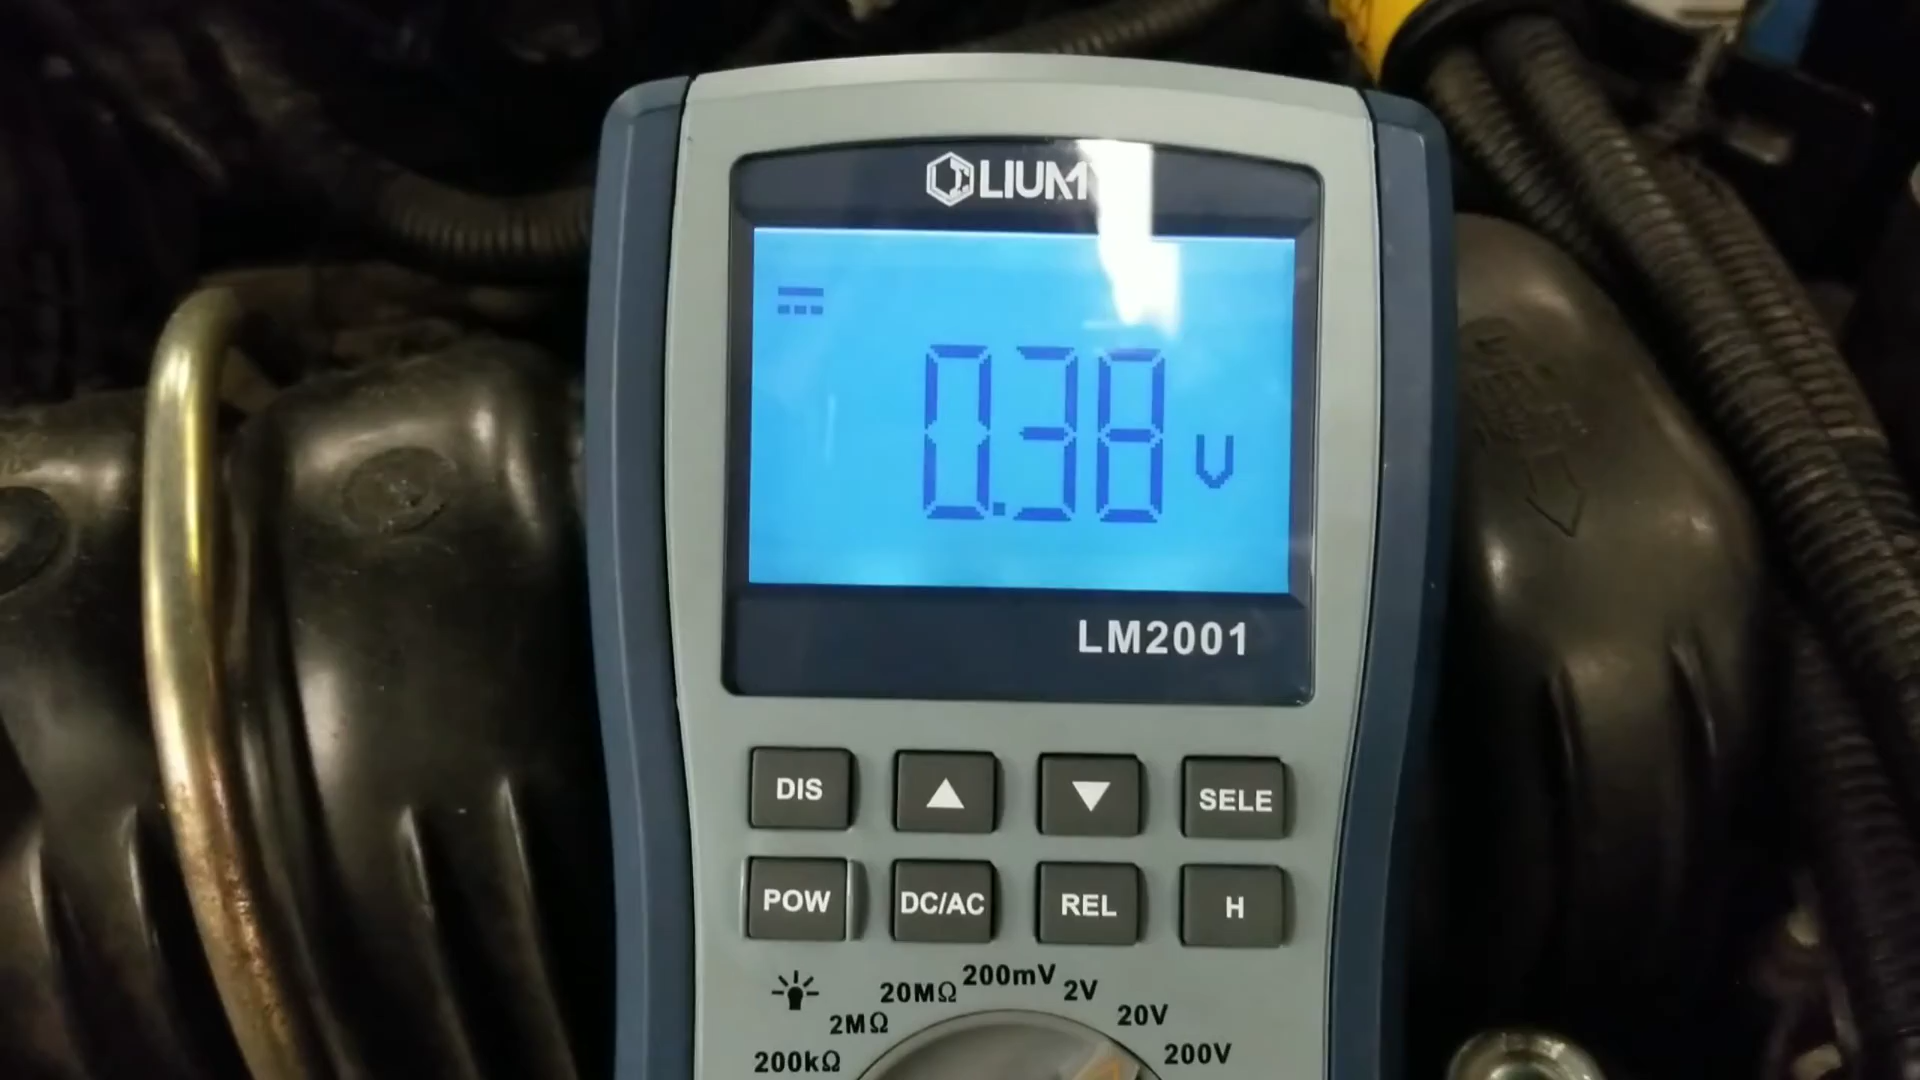 LIUM
0.38 V
LM2001
DIS ▲ ▼ SELE
POW DC/AC REL H
200kΩ 2MΩ 20MΩ 200mV 2V 20V 200V